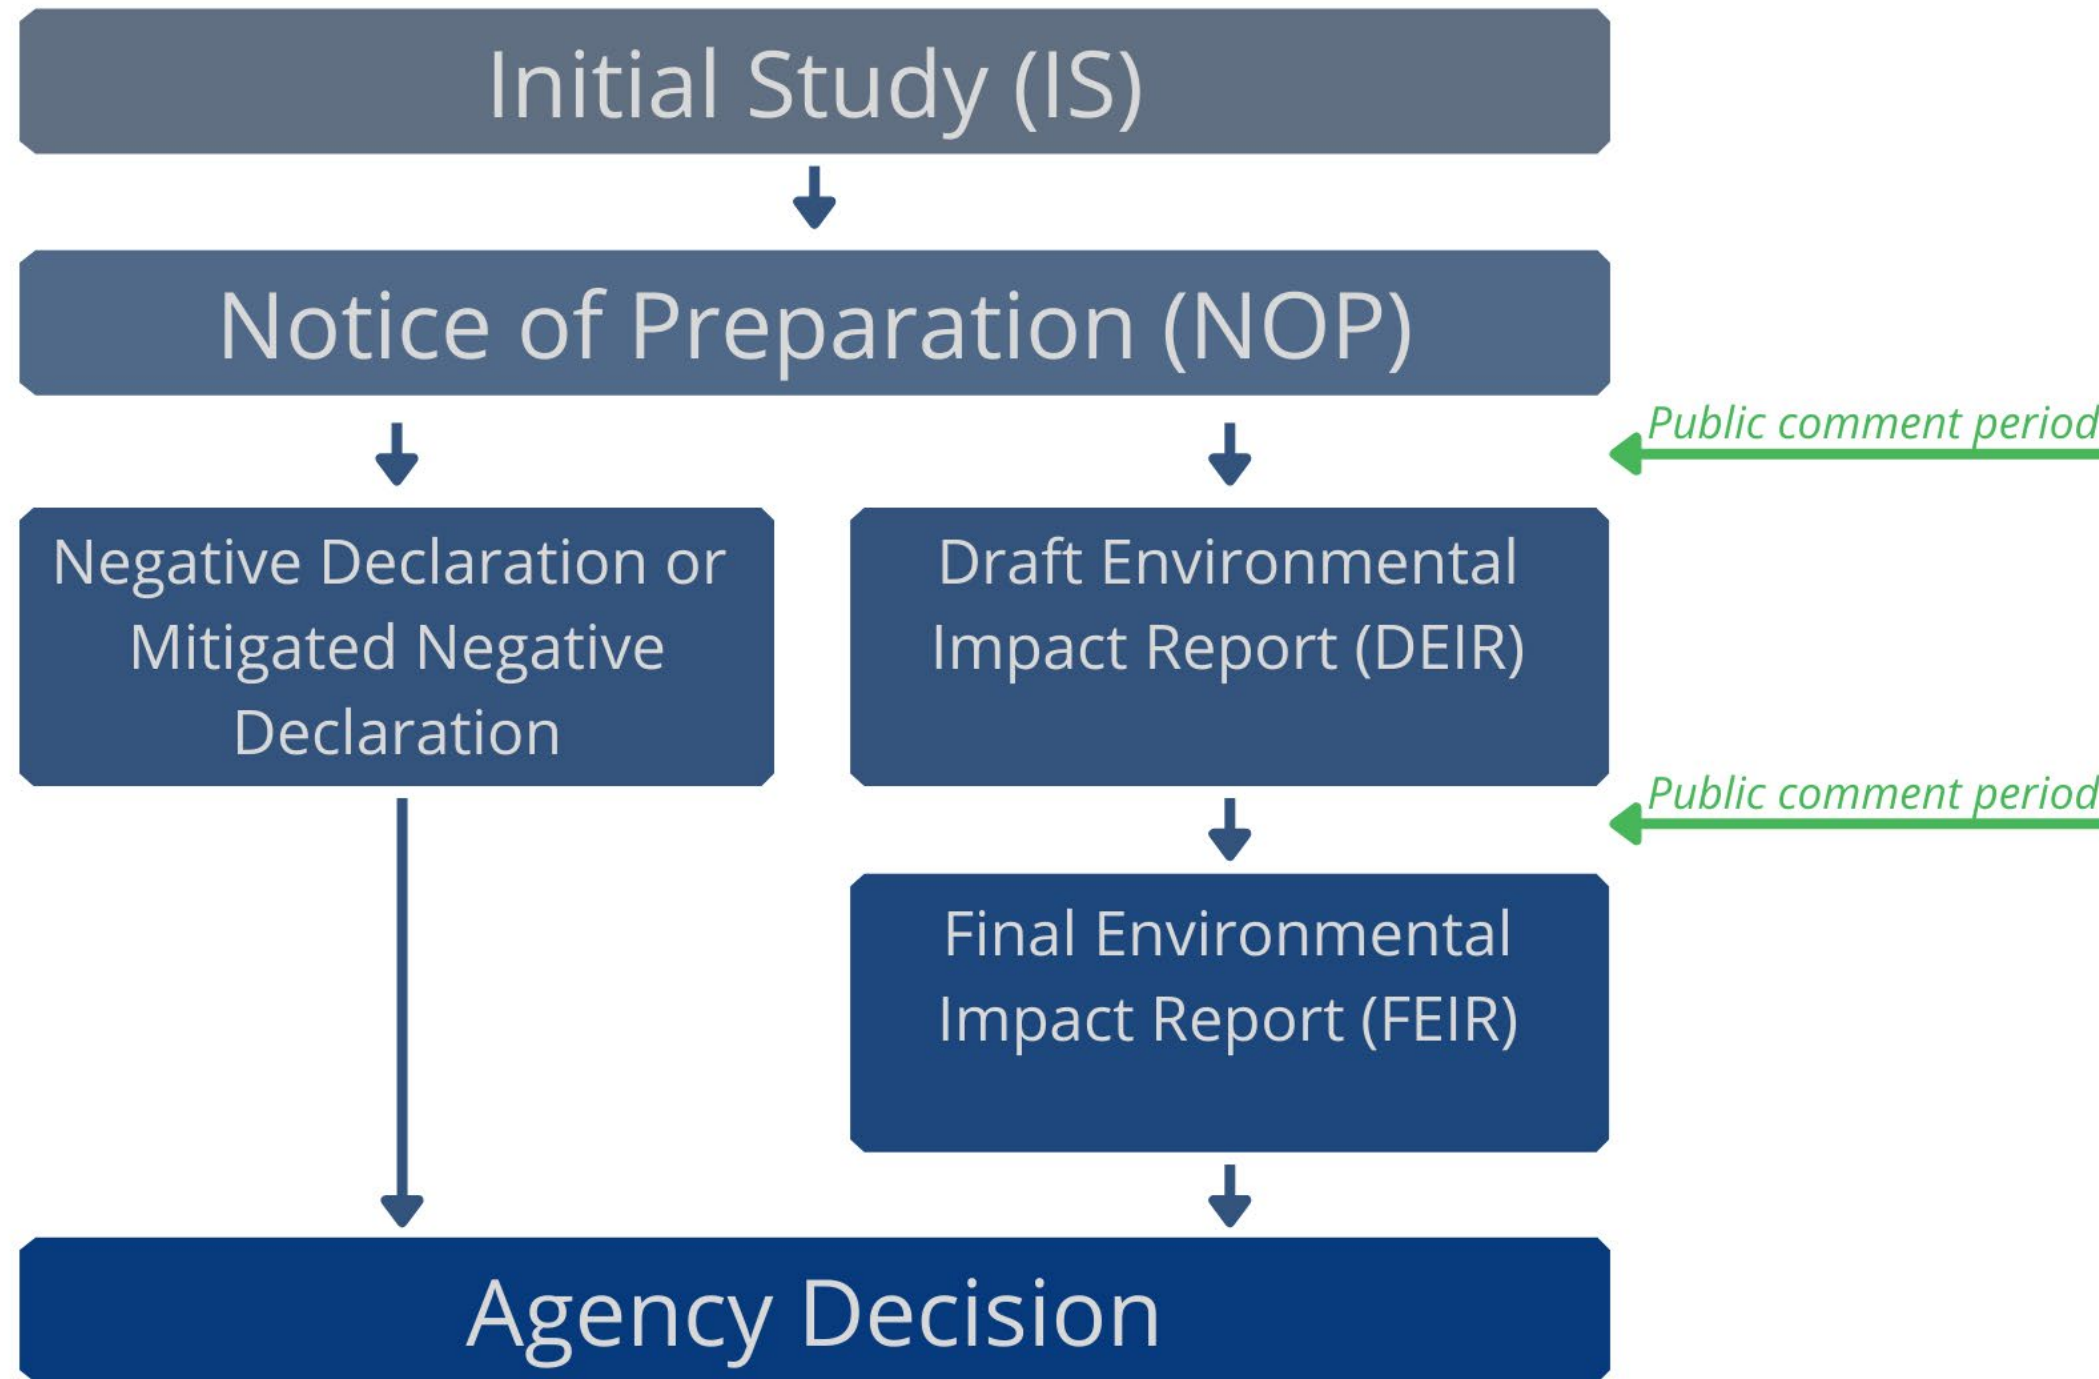 Initial Study (IS)
Notice of Preparation (NOP)
Public comment period
Negative Declaration or
Mitigated Negative
Declaration
Draft Environmental
Impact Report (DEIR)
Public comment period
Final Environmental
Impact Report (FEIR)
Agency Decision